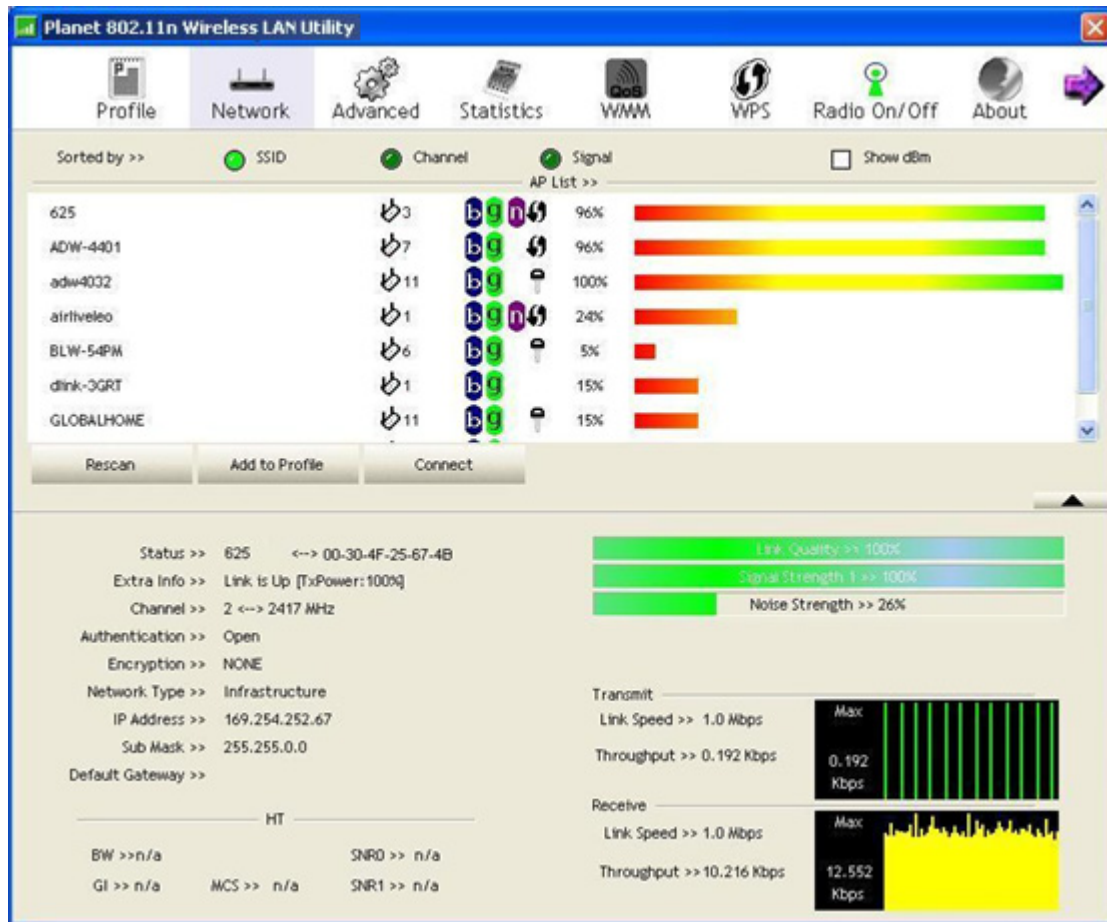 Planet 802.11n Wireless LAN Utility
Profile Network Advanced Statistics QoS WMM WPS Radio On/Off About
Sorted by >> SSID Channel Signal Show dBm
AP List >>
625 3 b g n 96%
ADW-4401 7 b g 96%
adw4032 11 b g 100%
airliveleo 1 b g n 24%
BLW-54PM 6 b g 5%
dlink-3GRT 1 b g 15%
GLOBALHOME 11 b g 15%
Rescan Add to Profile Connect
Status >> 625 <--> 00-30-4F-25-67-4B
Extra Info >> Link is Up [TxPower:100%]
Channel >> 2 <--> 2417 MHz
Authentication >> Open
Encryption >> NONE
Network Type >> Infrastructure
IP Address >> 169.254.252.67
Sub Mask >> 255.255.0.0
Default Gateway >>
HT
BW >>n/a SNR0 >> n/a
GI >> n/a MCS >> n/a SNR1 >> n/a
Link Quality >> 100%
Signal Strength 1 >> 100%
Noise Strength >> 26%
Transmit
Link Speed >> 1.0 Mbps
Throughput >> 0.192 Kbps
Max
0.192
Kbps
Receive
Link Speed >> 1.0 Mbps
Throughput >> 10.216 Kbps
Max
12.552
Kbps